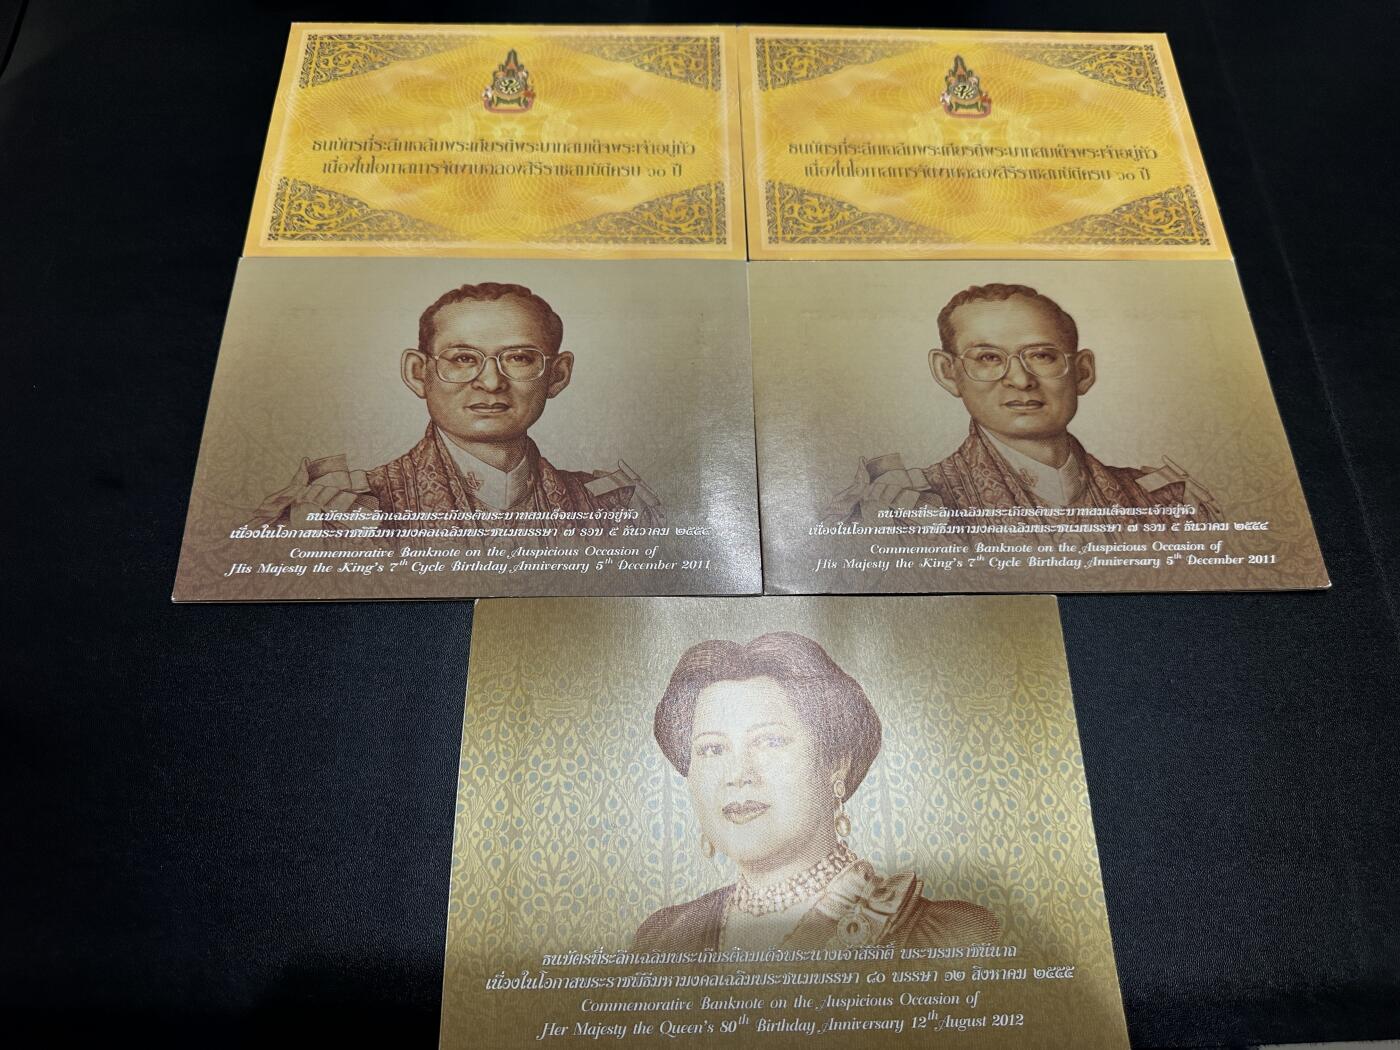 ธนบัตรที่ระลึกเฉลิมพระเกียรติพระบาทสมเด็จพระเจ้าอยู่หัว
เนื่องในโอกาสการจัดงานฉลองสิริราชสมบัติครบ ๖๐ ปี
ธนบัตรที่ระลึกเฉลิมพระเกียรติพระบาทสมเด็จพระเจ้าอยู่หัว
เนื่องในโอกาสการจัดงานฉลองสิริราชสมบัติครบ ๖๐ ปี
ธนบัตรที่ระลึกเฉลิมพระเกียรติพระบาทสมเด็จพระเจ้าอยู่หัว
เนื่องในโอกาสพระราชพิธีมหามงคลเฉลิมพระชนมพรรษา ๗ รอบ ๕ ธันวาคม ๒๕๕๔
Commemorative Banknote on the Auspicious Occasion of
His Majesty the King's 7th Cycle Birthday Anniversary 5th December 2011
ธนบัตรที่ระลึกเฉลิมพระเกียรติพระบาทสมเด็จพระเจ้าอยู่หัว
เนื่องในโอกาสพระราชพิธีมหามงคลเฉลิมพระชนมพรรษา ๗ รอบ ๕ ธันวาคม ๒๕๕๔
Commemorative Banknote on the Auspicious Occasion of
His Majesty the King's 7th Cycle Birthday Anniversary 5th December 2011
ธนบัตรที่ระลึกเฉลิมพระเกียรติสมเด็จพระนางเจ้าสิริกิติ์ พระบรมราชินีนาถ
เนื่องในโอกาสพระราชพิธีมหามงคลเฉลิมพระชนมพรรษา ๘๐ พรรษา ๑๒ สิงหาคม ๒๕๕๕
Commemorative Banknote on the Auspicious Occasion of
Her Majesty the Queen's 80th Birthday Anniversary 12th August 2012